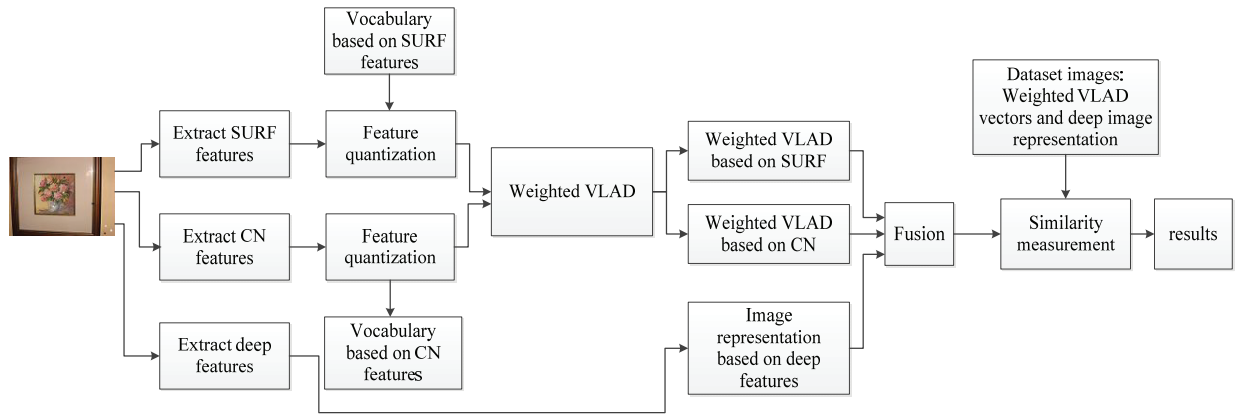 Vocabulary
based on SURF
features
Extract SURF
features
Feature
quantization
Extract CN
features
Feature
quantization
Vocabulary
based on CN
features
Extract deep
features
Weighted VLAD
Weighted VLAD
based on SURF
Weighted VLAD
based on CN
Image
representation
based on deep
features
Fusion
Dataset images:
Weighted VLAD
vectors and deep image
representation
Similarity
measurement
results